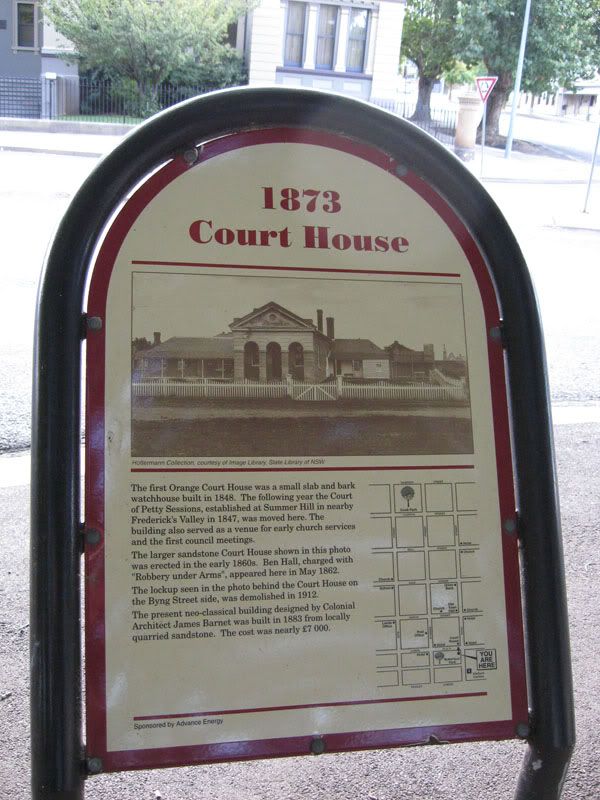 1873
Court House
Holtermann Collection, courtesy of Image Library, State Library of NSW
The first Orange Court House was a small slab and bark
watchhouse built in 1848. The following year the Court
of Petty Sessions, established at Summer Hill in nearby
Frederick's Valley in 1847, was moved here. The
building also served as a venue for early church services
and the first council meetings.
The larger sandstone Court House shown in this photo
was erected in the early 1860s. Ben Hall, charged with
"Robbery under Arms", appeared here in May 1862.
The lockup seen in the photo behind the Court House on
the Byng Street side, was demolished in 1912.
The present neo-classical building designed by Colonial
Architect James Barnet was built in 1883 from locally
quarried sandstone. The cost was nearly £7 000.
YOU
ARE
HERE
Sponsored by Advance Energy